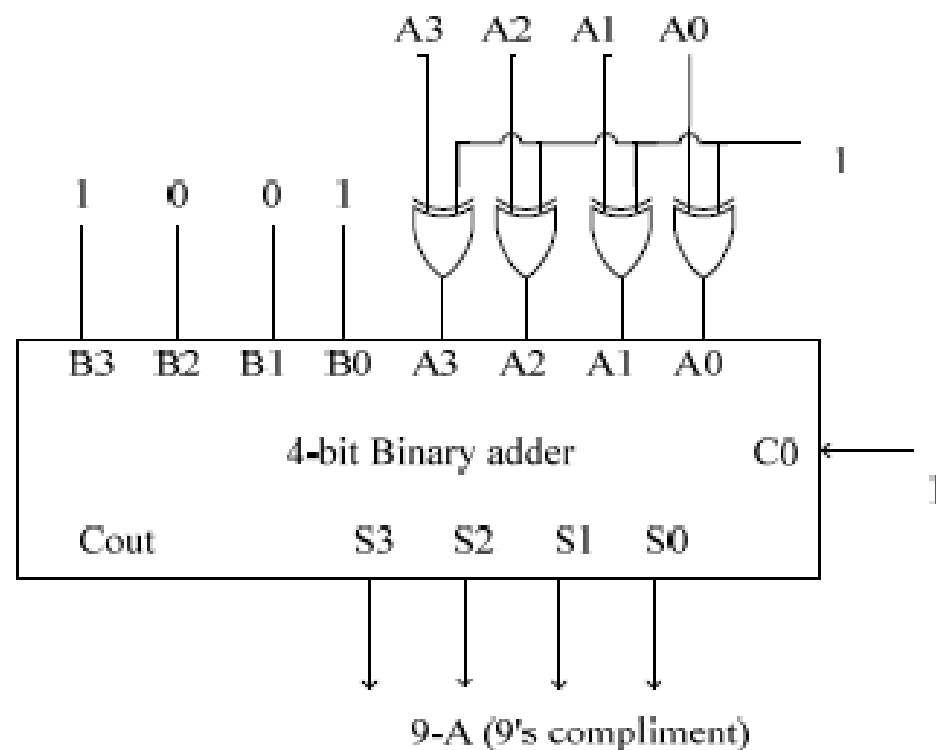 A3 A2 A1 A0
1
1 0 0 1
B3 B2 B1 B0 A3 A2 A1 A0
4-bit Binary adder C0
1
Cout S3 S2 S1 S0
9-A (9's compliment)